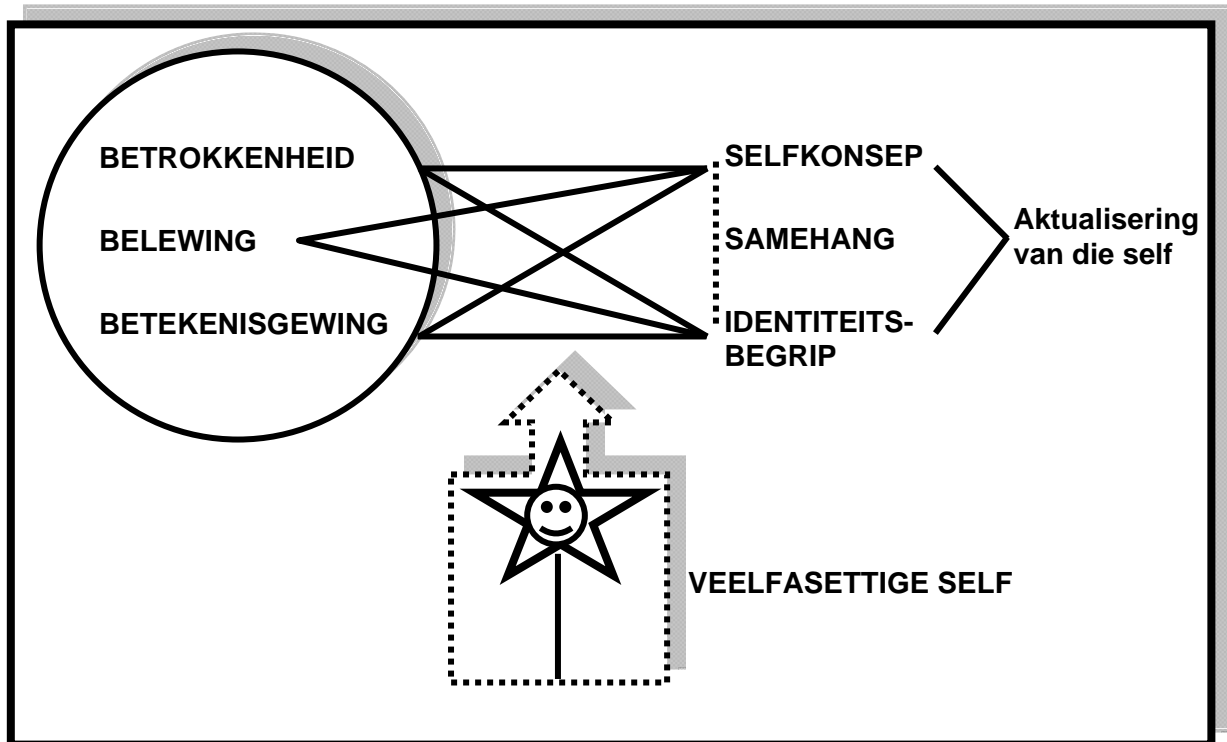 BETROKKENHEID
BELEWING
BETEKENISGEWING
SELFKONSEP
SAMEHANG
IDENTITEITS-
BEGRIP
Aktualisering
van die self
VEELFASETTIGE SELF